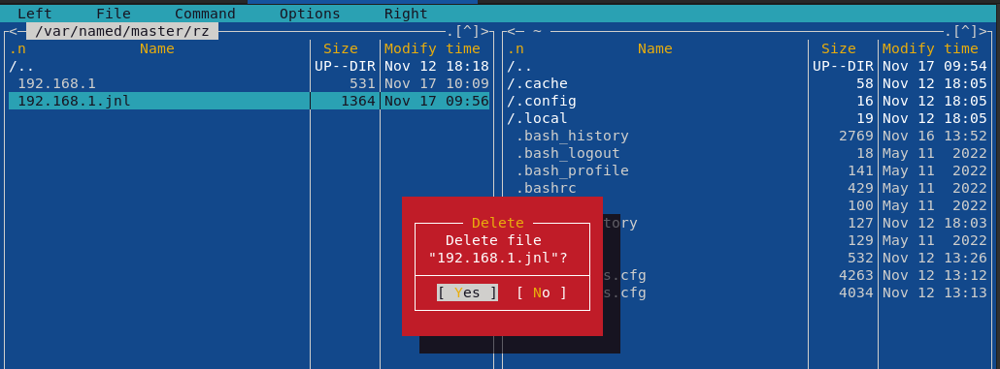 Left File Command Options Right
<— /var/named/master/rz —.[^]>
.n Name Size Modify time
/.. UP--DIR Nov 12 18:18
192.168.1 531 Nov 17 10:09
192.168.1.jnl 1364 Nov 17 09:56
<— ~ —.[^]>
.n Name Size Modify time
/.. UP--DIR Nov 17 09:54
/.cache 58 Nov 12 18:05
/.config 16 Nov 12 18:05
/.local 19 Nov 12 18:05
.bash_history 2769 Nov 16 13:52
.bash_logout 18 May 11 2022
.bash_profile 141 May 11 2022
.bashrc 429 May 11 2022
100 May 11 2022
tory 127 Nov 12 18:03
129 May 11 2022
532 Nov 12 13:26
s.cfg 4263 Nov 12 13:12
s.cfg 4034 Nov 12 13:13
Delete
Delete file
"192.168.1.jnl"?
[ Yes ] [ No ]